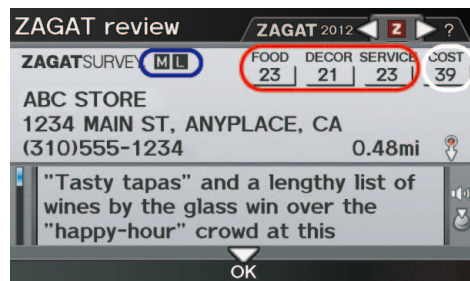 ZAGAT review
ZAGAT 2012 Z ?
ZAGATSURVEY M L FOOD DECOR SERVICE COST
23 21 23 39
ABC STORE
1234 MAIN ST, ANYPLACE, CA
(310)555-1234 0.48mi
"Tasty tapas" and a lengthy list of
wines by the glass win over the
"happy-hour" crowd at this
OK